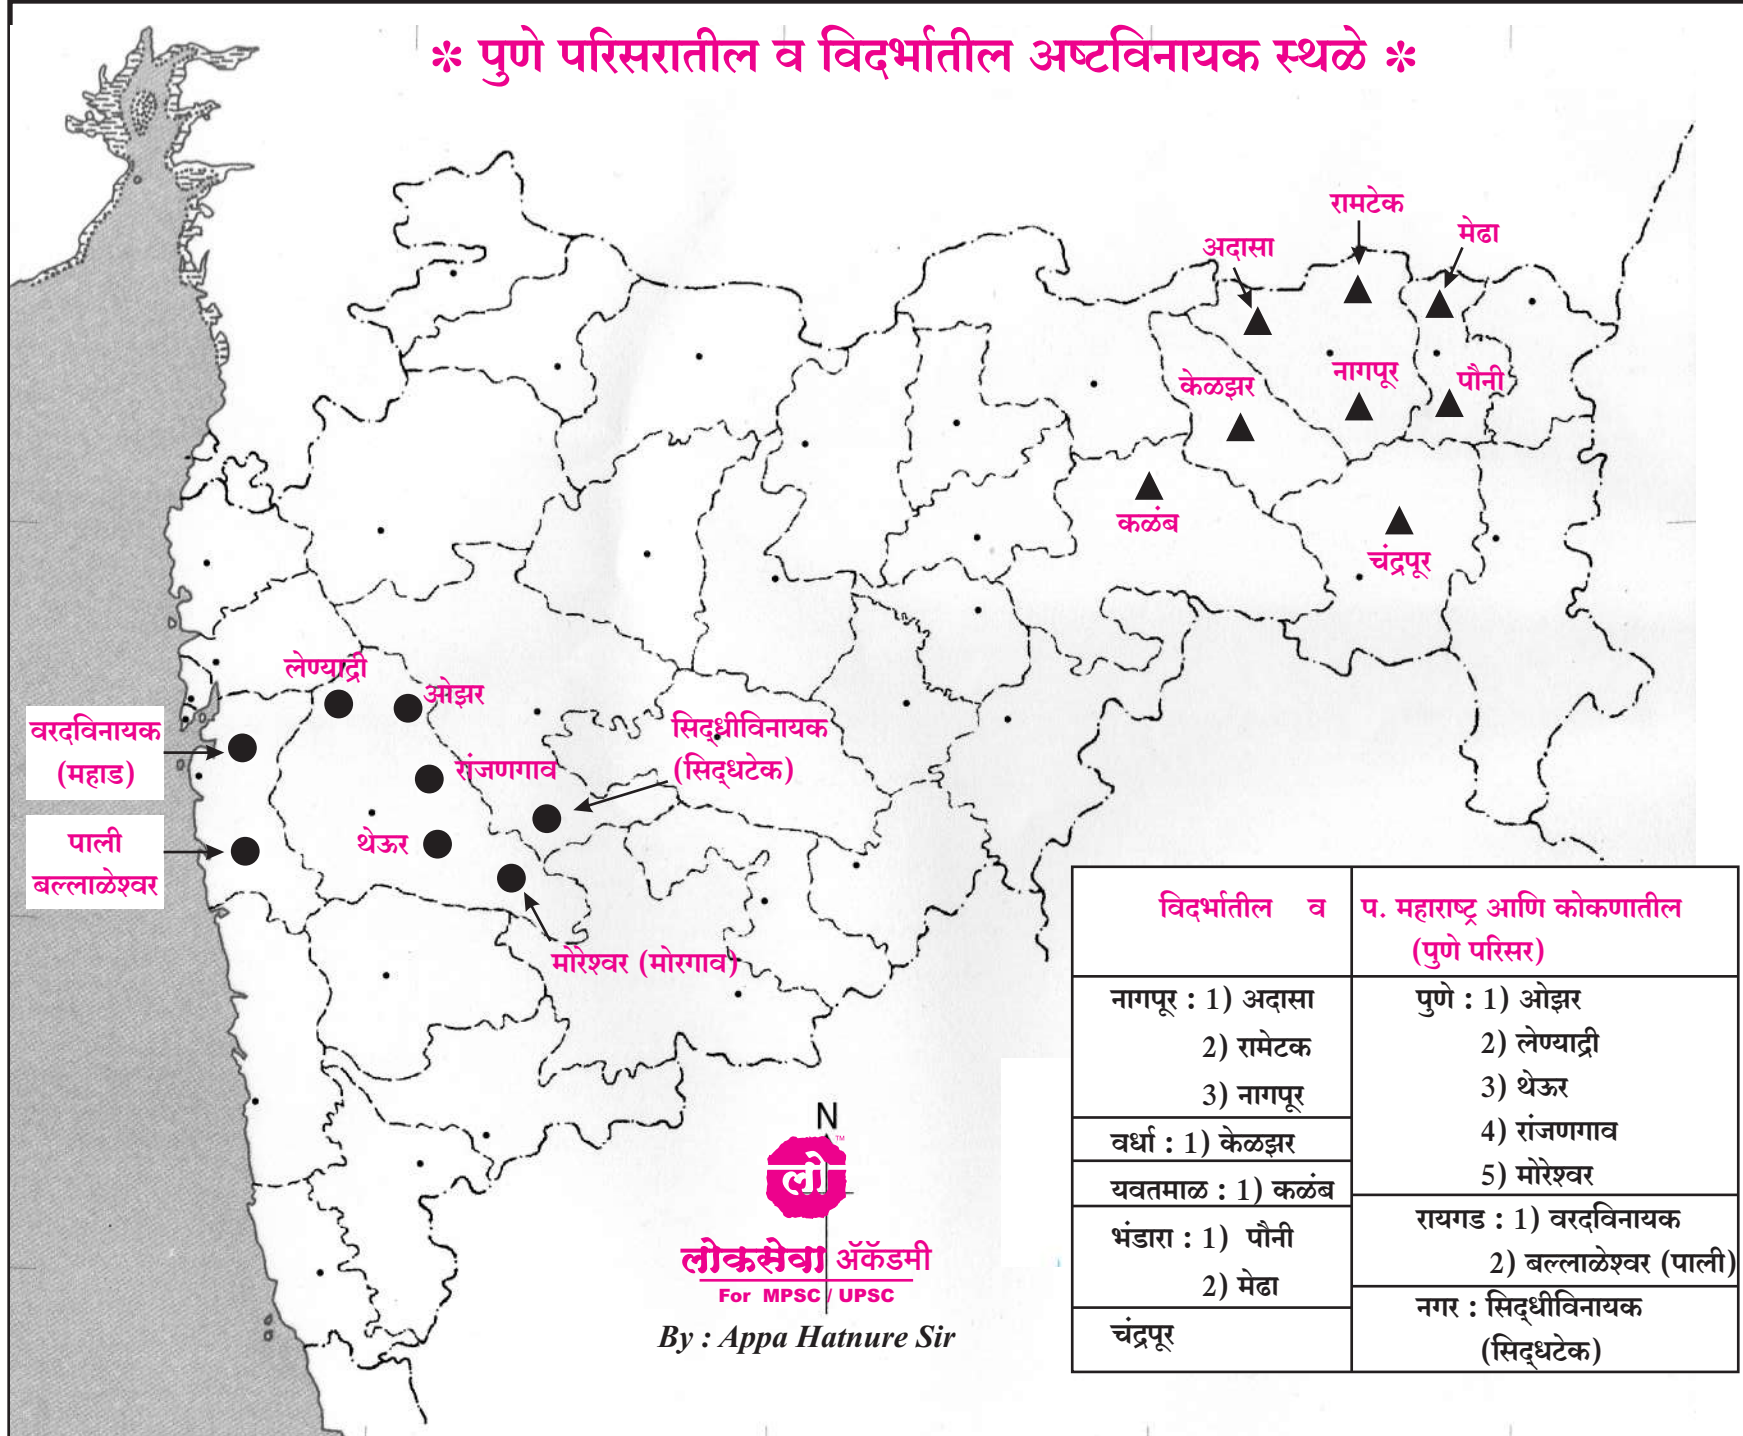 * पुणे परिसरातील व विदर्भातील अष्टविनायक स्थळे *
रामटेक
मेढा
अदासा
केळझर
नागपूर
पौनी
कळंब
चंद्रपूर
लेण्याद्री
ओझर
वरदविनायक
(महाड)
सिद्धीविनायक
(सिद्धटेक)
रांजणगाव
पाली
बल्लाळेश्वर
थेऊर
मोरेश्वर (मोरगाव)
विदर्भातील व
प. महाराष्ट्र आणि कोकणातील
(पुणे परिसर)
नागपूर : 1) अदासा
2) रामेटक
3) नागपूर
वर्धा : 1) केळझर
यवतमाळ : 1) कळंब
भंडारा : 1) पौनी
2) मेढा
चंद्रपूर
पुणे : 1) ओझर
2) लेण्याद्री
3) थेऊर
4) रांजणगाव
5) मोरेश्वर
रायगड : 1) वरदविनायक
2) बल्लाळेश्वर (पाली)
नगर : सिद्धीविनायक
(सिद्धटेक)
N
लो TM
लोकसेवा ॲकॅडमी
For MPSC / UPSC
By : Appa Hatnure Sir